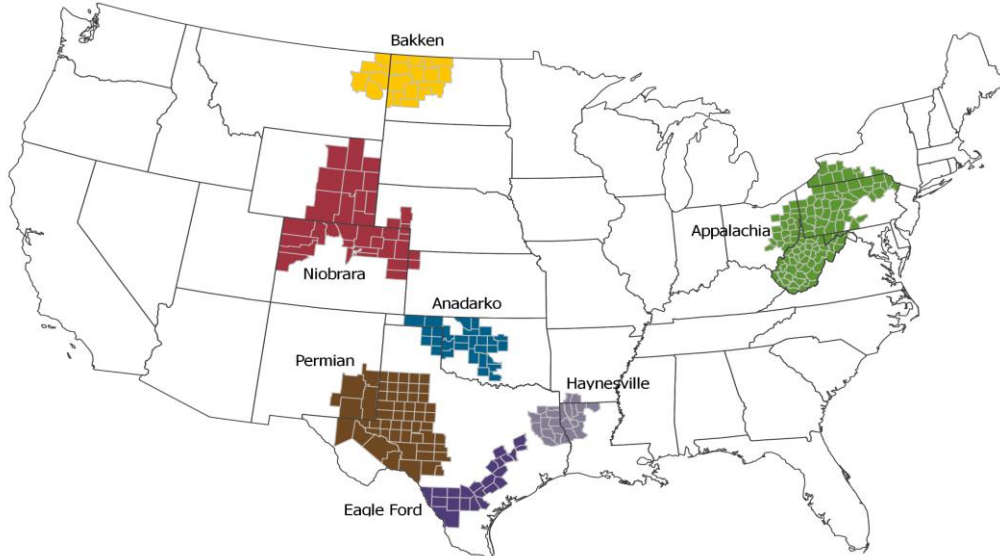 Bakken
Appalachia
Niobrara
Anadarko
Permian
Haynesville
Eagle Ford